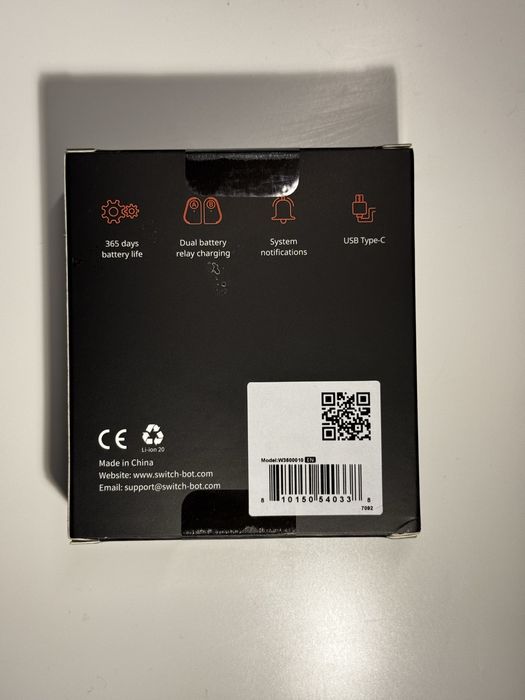 365 days
battery life
A B
Dual battery
relay charging
System
notifications
USB Type-C
CE
Li-ion 20
Made in China
Website: www.switch-bot.com
Email: support@switch-bot.com
Model:W3600010 EN
8 10150 54033 8
7092